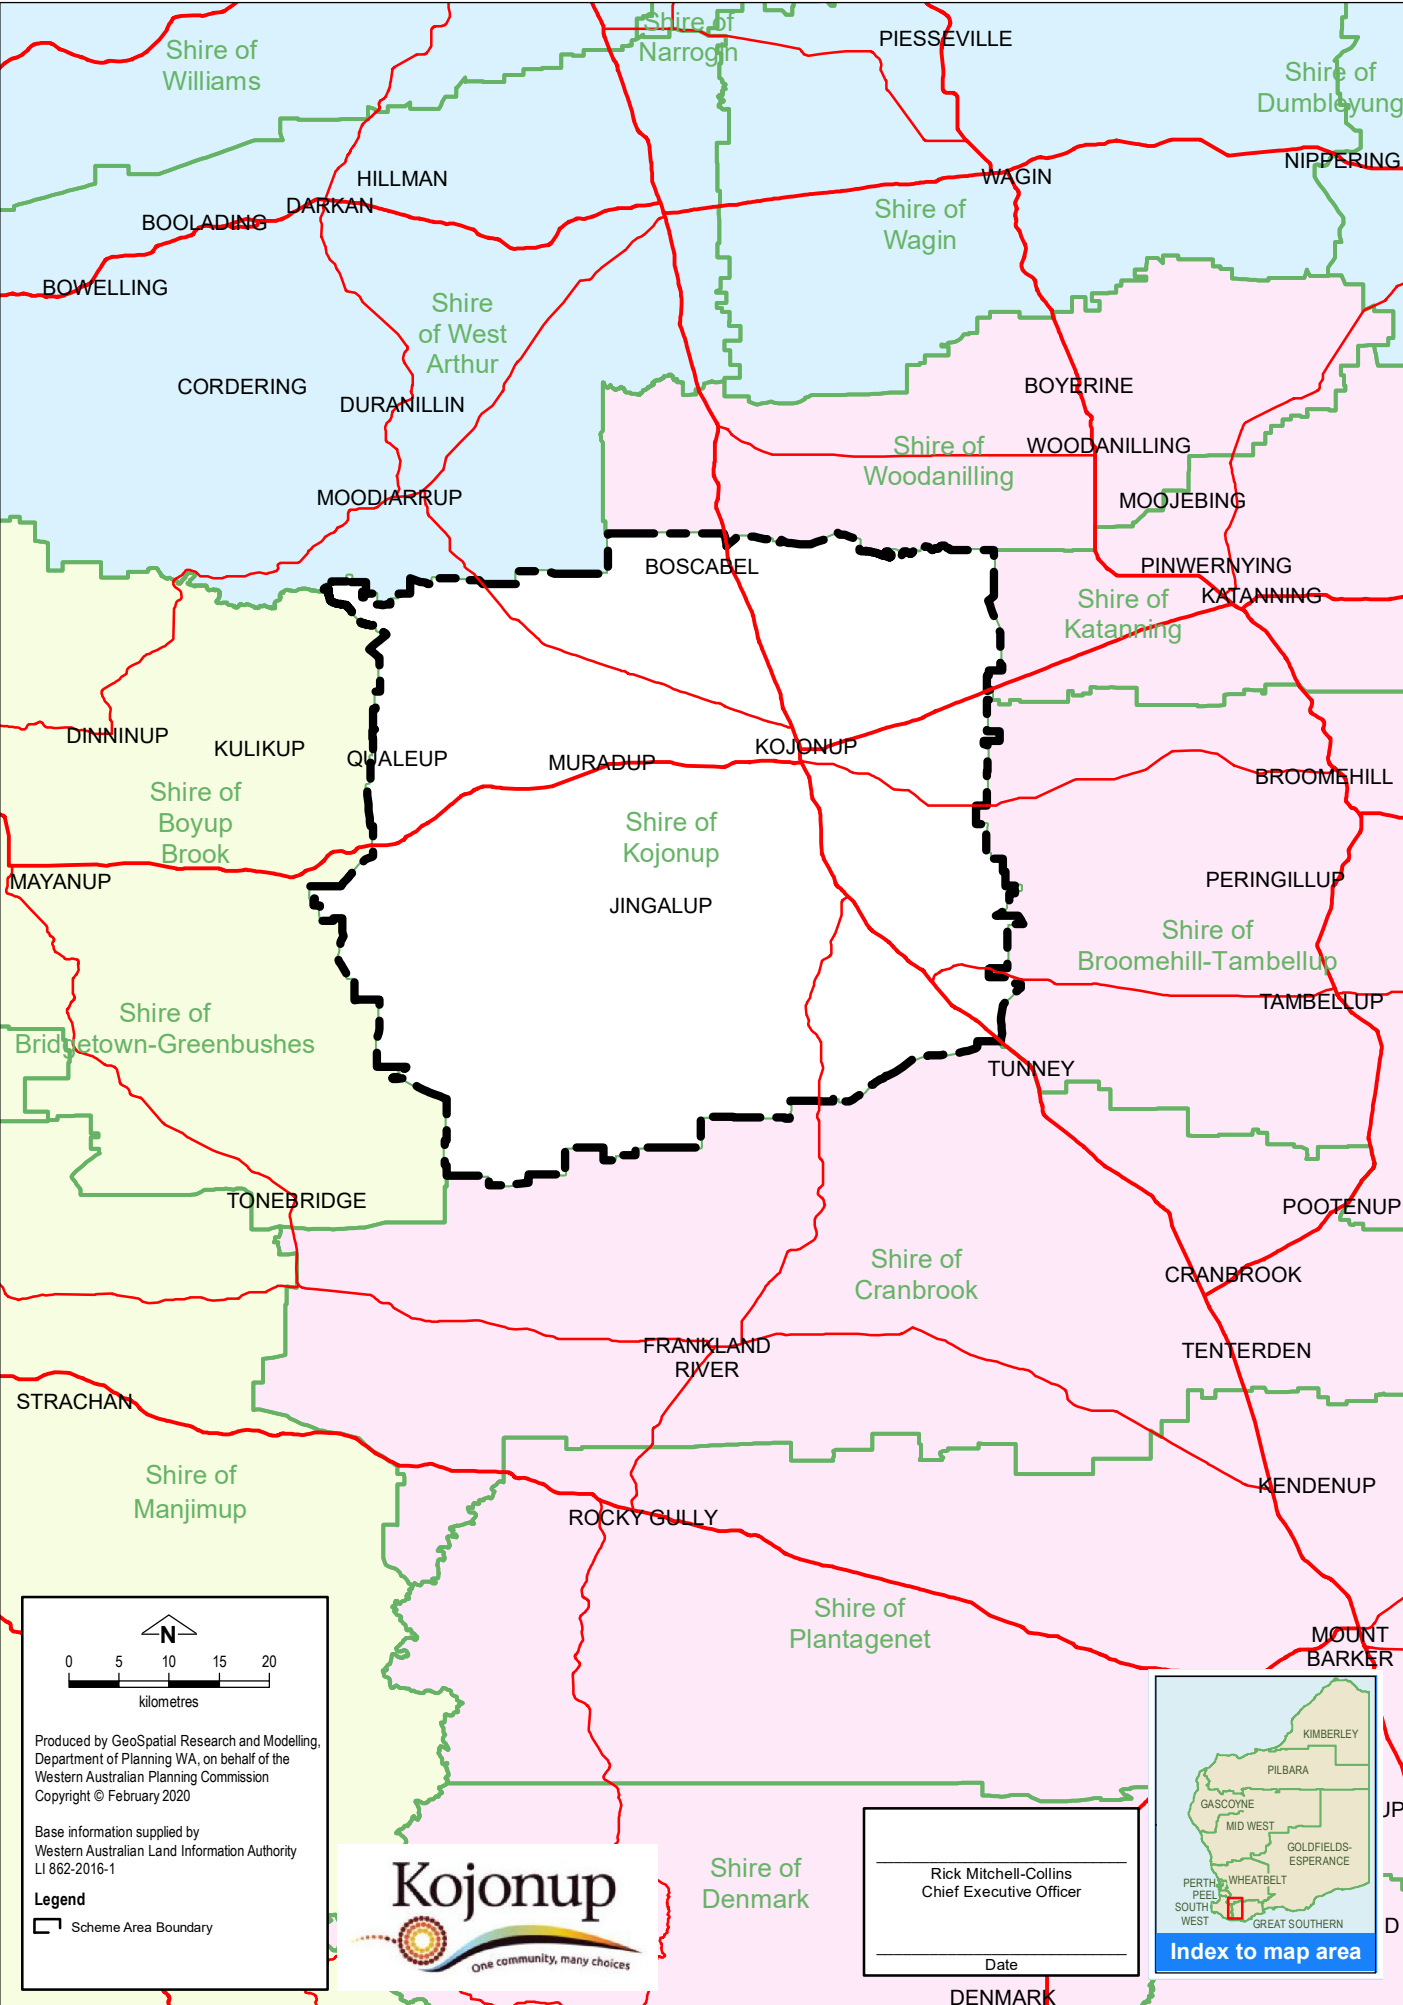 Shire of
Narrogin
PIESSEVILLE
Shire of
Williams
Shire of
Dumbleyung
NIPPERING
HILLMAN
WAGIN
DARKAN
BOOLADING
Shire of
Wagin
BOWELLING
Shire
of West
Arthur
CORDERING
DURANILLIN
BOYERINE
Shire of
Woodanilling
WOODANILLING
MOODIARRUP
MOOJEBING
BOSCABEL
PINWERNYING
KATANNING
Shire of
Katanning
DINNINUP
KULIKUP
QUALEUP
MURADUP
KOJONUP
BROOMEHILL
Shire of
Boyup
Brook
Shire of
Kojonup
MAYANUP
PERINGILLUP
JINGALUP
Shire of
Broomehill-Tambellup
TAMBELLUP
Shire of
Bridgetown-Greenbushes
TUNNEY
TONEBRIDGE
POOTENUP
Shire of
Cranbrook
CRANBROOK
FRANKLAND
RIVER
TENTERDEN
STRACHAN
Shire of
Manjimup
KENDENUP
ROCKY GULLY
Shire of
Plantagenet
MOUNT
BARKER
N
0 5 10 15 20
kilometres
Produced by GeoSpatial Research and Modelling,
Department of Planning WA, on behalf of the
Western Australian Planning Commission
Copyright © February 2020
Base information supplied by
Western Australian Land Information Authority
LI 862-2016-1
Legend
Scheme Area Boundary
Kojonup
One community, many choices
Shire of
Denmark
Rick Mitchell-Collins
Chief Executive Officer
Date
DENMARK
KIMBERLEY
PILBARA
GASCOYNE
MID WEST
GOLDFIELDS-
ESPERANCE
PERTH
WHEATBELT
PEEL
SOUTH
WEST
GREAT SOUTHERN
Index to map area
UP
D